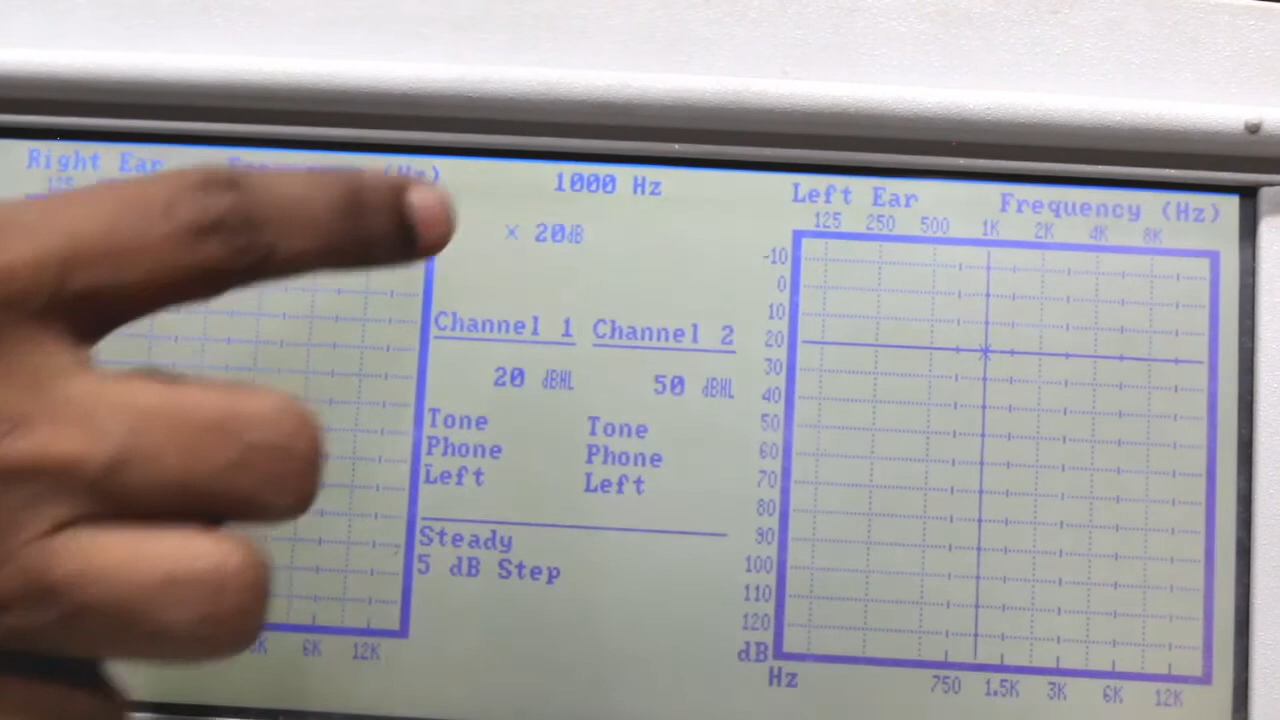 Right Ear (Hz)
125
6K 12K
1000 Hz
× 20dB
Channel 1 Channel 2
20 dBHL 50 dBHL
Tone Tone
Phone Phone
Left Left
Steady
5 dB Step
Left Ear Frequency (Hz)
125 250 500 1K 2K 4K 8K
-10
0
10
20
30
40
50
60
70
80
90
100
110
120
dB
Hz 750 1.5K 3K 6K 12K